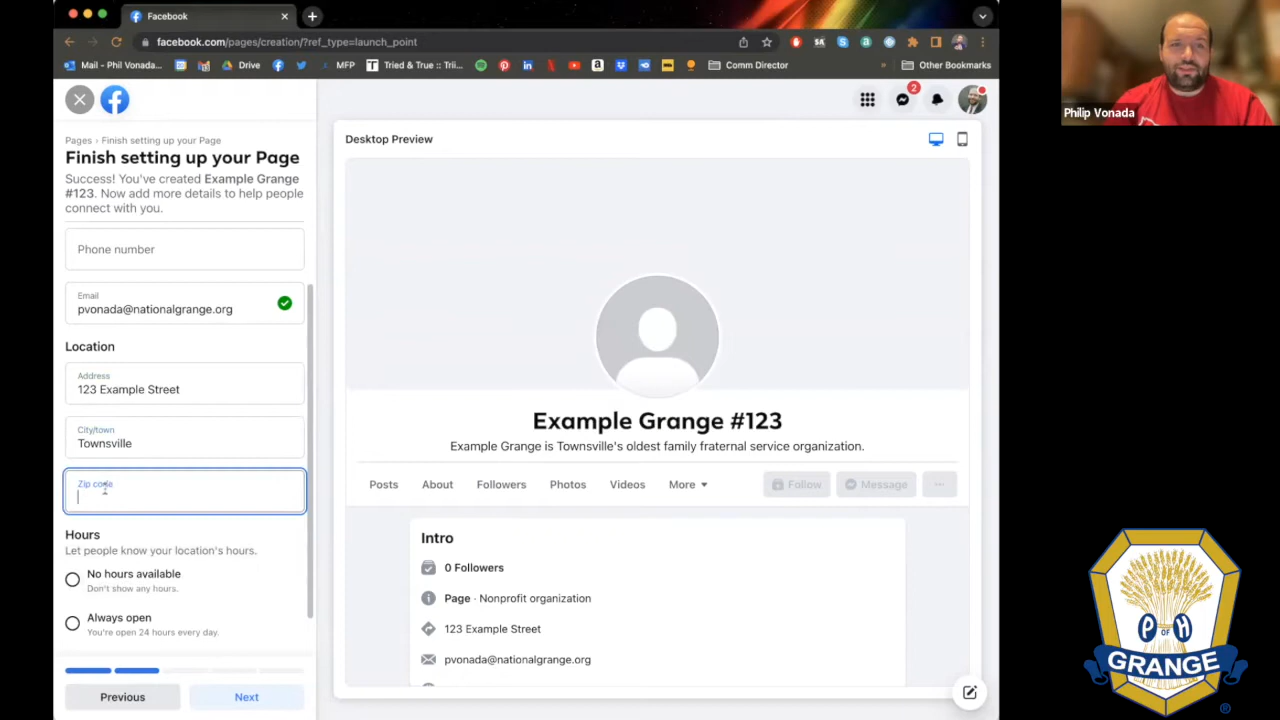 Facebook
facebook.com/pages/creation/?ref_type=launch_point
Mail - Phil Vonada...
Drive
MFP
Tried & True :: Trii...
Comm Director
»
Other Bookmarks
Philip Vonada
2
Pages › Finish setting up your Page
Finish setting up your Page
Success! You've created Example Grange
#123. Now add more details to help people
connect with you.
Phone number
Email
pvonada@nationalgrange.org
Location
Address
123 Example Street
City/town
Townsville
Zip code
Hours
Let people know your location's hours.
No hours available
Don't show any hours.
Always open
You're open 24 hours every day.
Previous
Next
Desktop Preview
Example Grange #123
Example Grange is Townsville's oldest family fraternal service organization.
Posts
About
Followers
Photos
Videos
More
Follow
Message
Intro
0 Followers
Page · Nonprofit organization
123 Example Street
pvonada@nationalgrange.org
P OF H
GRANGE
®